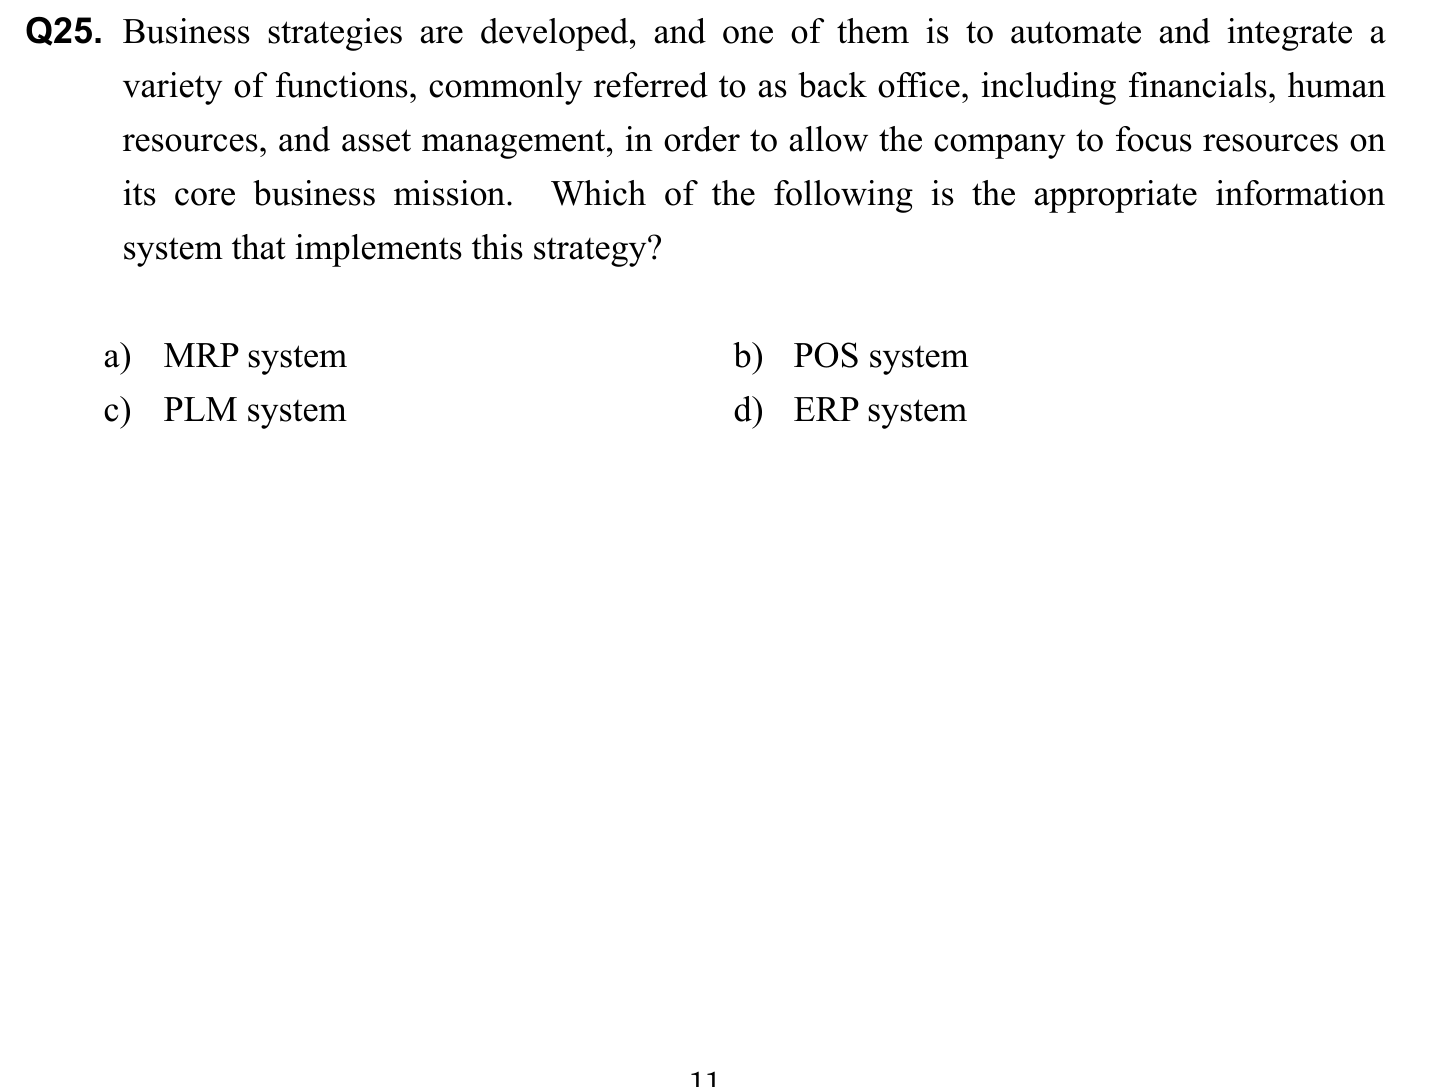 Q25. Business strategies are developed, and one of them is to automate and integrate a
variety of functions, commonly referred to as back office, including financials, human
resources, and asset management, in order to allow the company to focus resources on
its core business mission. Which of the following is the appropriate information
system that implements this strategy?
a) MRP system b) POS system
c) PLM system d) ERP system
11